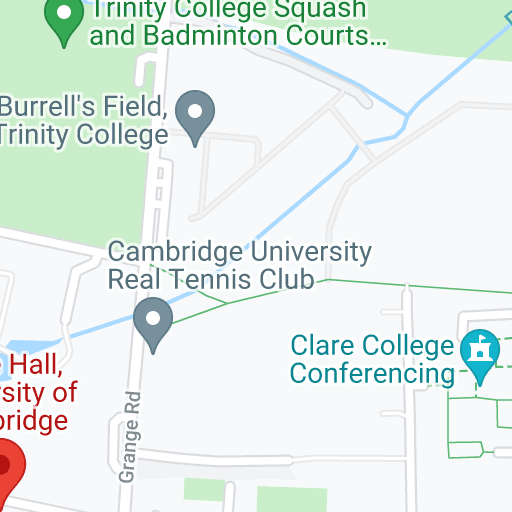 Trinity College Squash
and Badminton Courts...
Burrell's Field,
Trinity College
Cambridge University
Real Tennis Club
Clare College
Conferencing
Hall,
sity of
bridge
Grange Rd